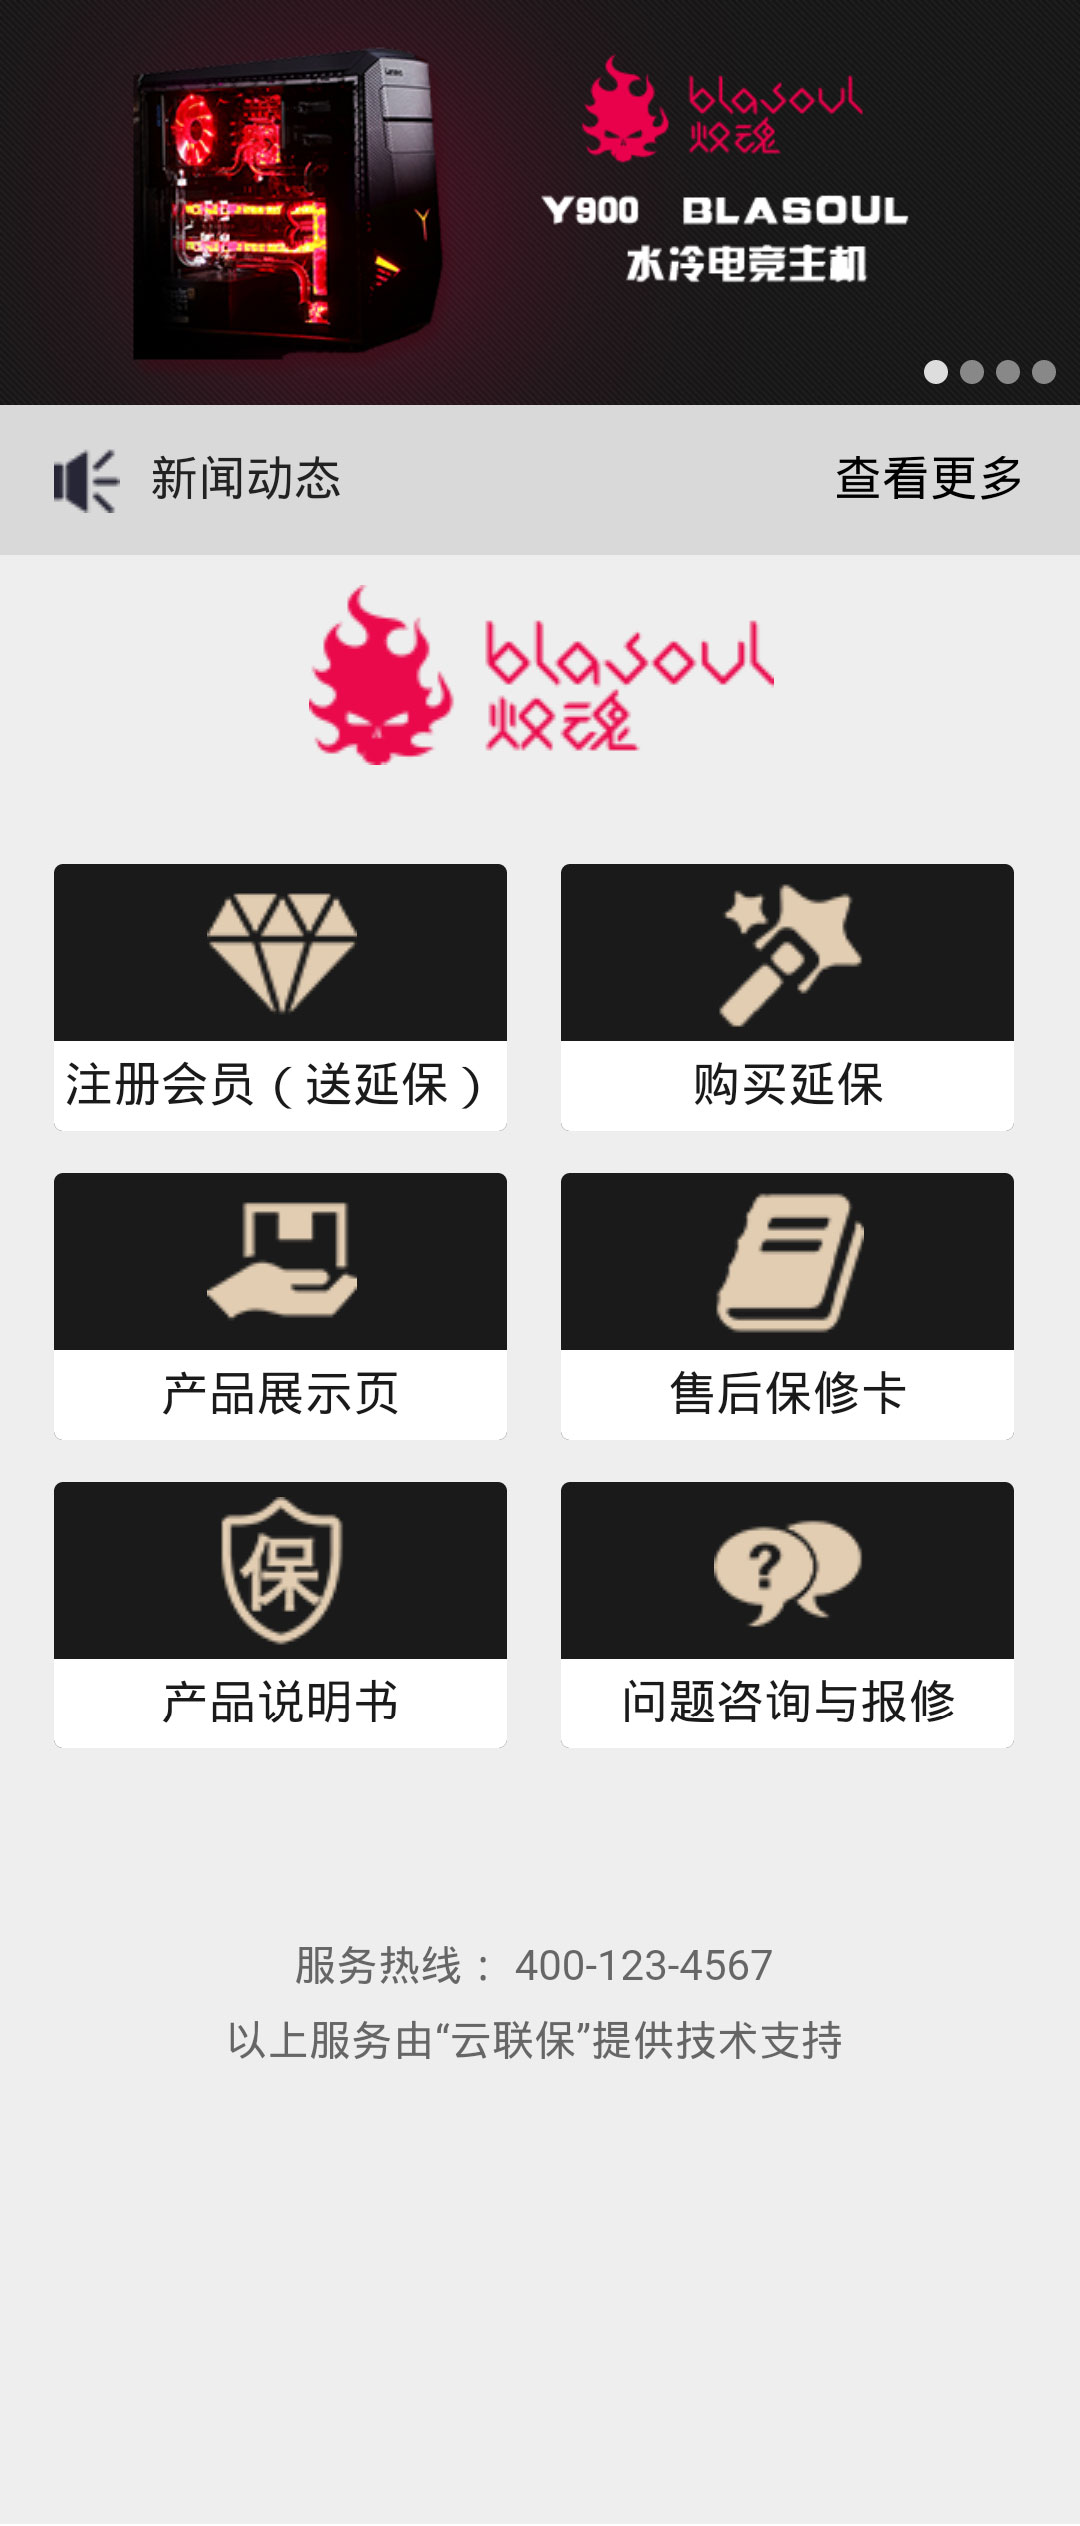 blasoul
炫魂
Y900 BLASOUL
水冷电竞主机
新闻动态 查看更多
blasoul
炫魂
注册会员（送延保） 购买延保
产品展示页 售后保修卡
保 ?
产品说明书 问题咨询与报修
服务热线： 400-123-4567
以上服务由“云联保”提供技术支持